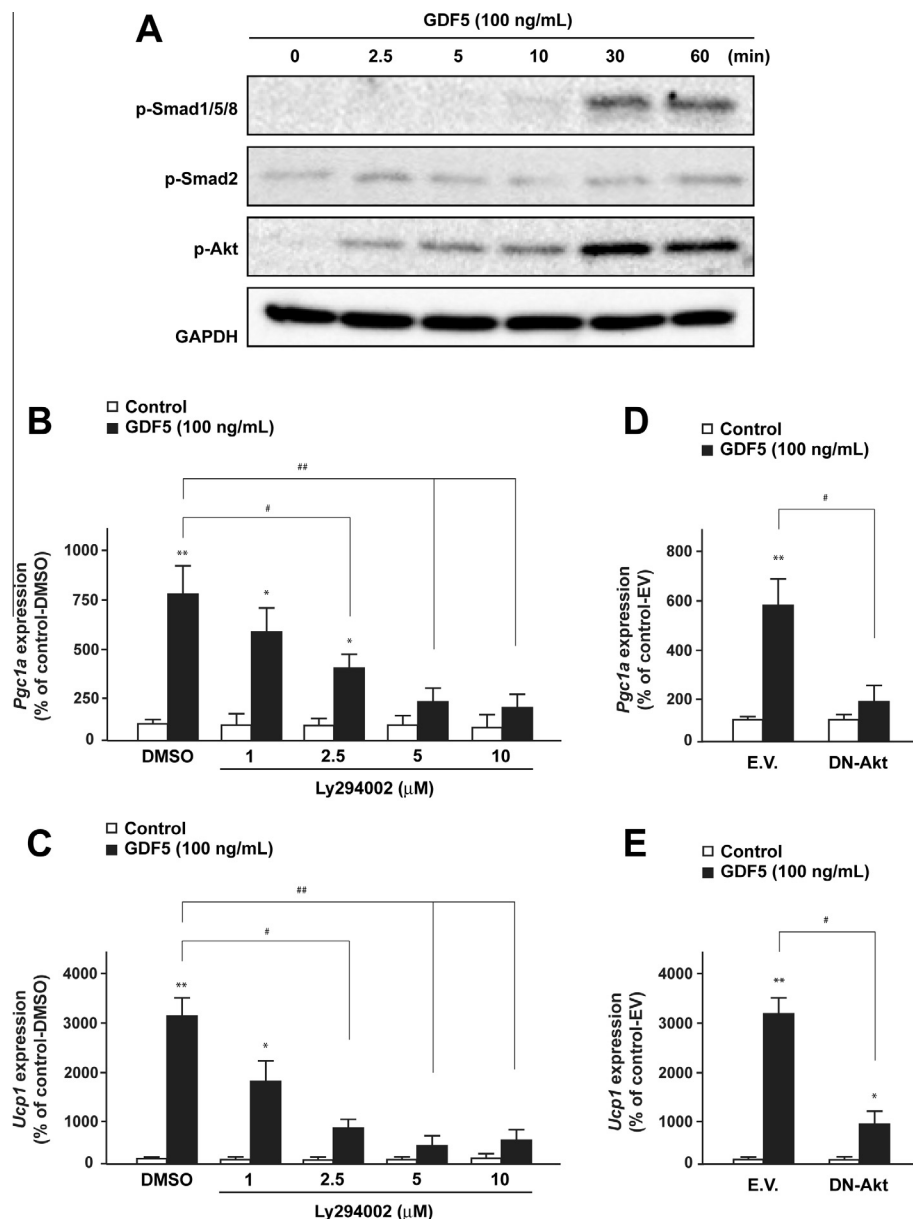 A
GDF5 (100 ng/mL)
0 2.5 5 10 30 60 (min)
p-Smad1/5/8
p-Smad2
p-Akt
GAPDH
B
Control
GDF5 (100 ng/mL)
##
#
** * *
Pgc1a expression
(% of control-DMSO)
1000
750
500
250
0
DMSO 1 2.5 5 10
Ly294002 (μM)
D
Control
GDF5 (100 ng/mL)
#
**
Pgc1a expression
(% of control-EV)
800
600
400
200
0
E.V. DN-Akt
C
Control
GDF5 (100 ng/mL)
##
#
** *
Ucp1 expression
(% of control-DMSO)
4000
3000
2000
1000
0
DMSO 1 2.5 5 10
Ly294002 (μM)
E
Control
GDF5 (100 ng/mL)
#
** *
Ucp1 expression
(% of control-EV)
4000
3000
2000
1000
0
E.V. DN-Akt